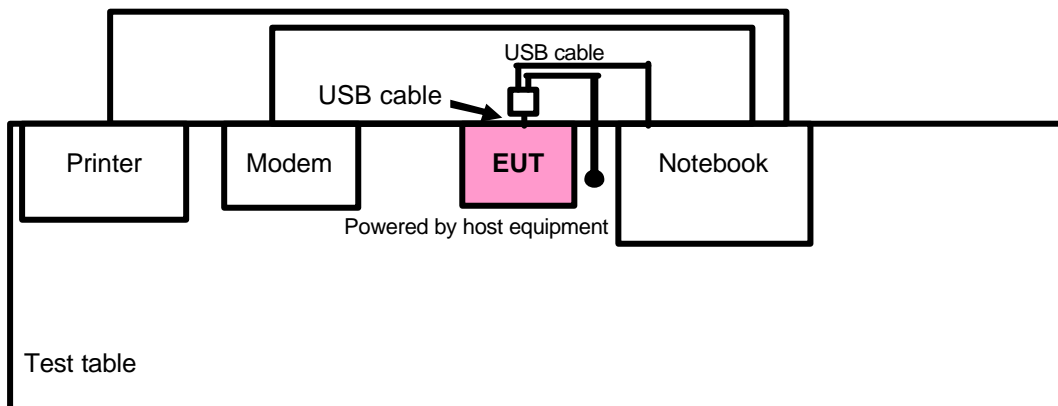 USB cable
USB cable
Printer
Modem
EUT
Notebook
Powered by host equipment
Test table